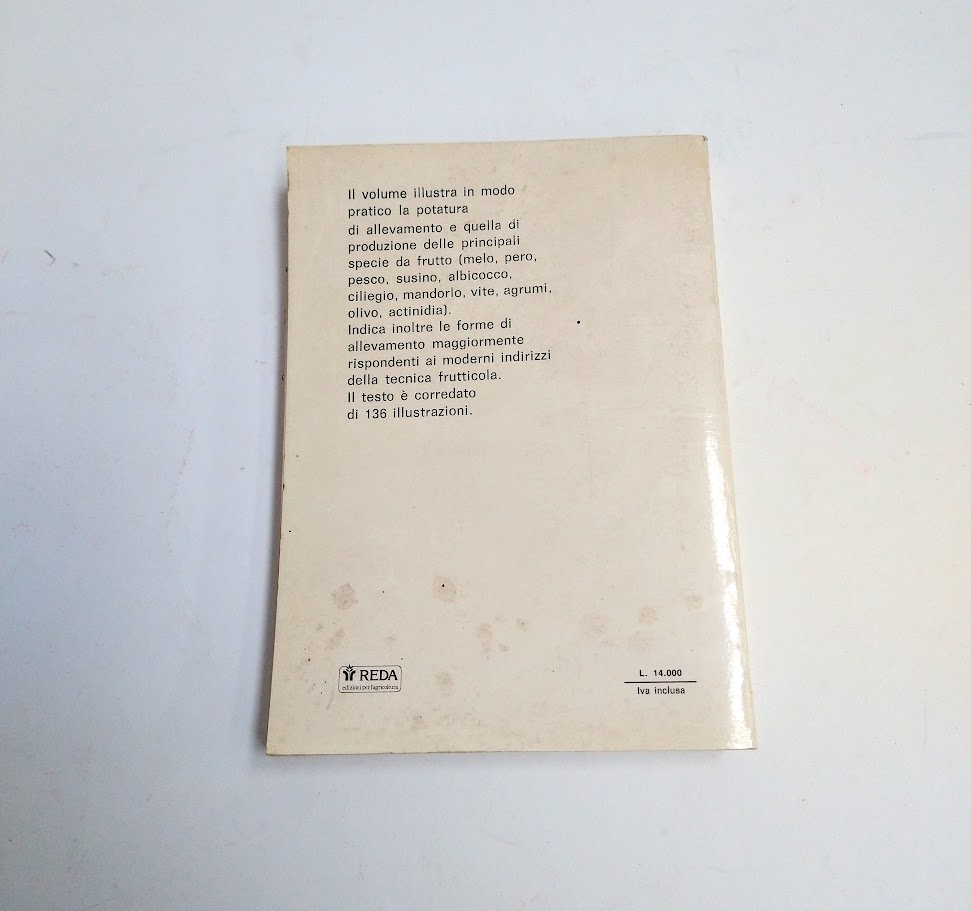 Il volume illustra in modo
pratico la potatura
di allevamento e quella di
produzione delle principali
specie da frutto (melo, pero,
pesco, susino, albicocco,
ciliegio, mandorlo, vite, agrumi,
olivo, actinidia).
Indica inoltre le forme di
allevamento maggiormente
rispondenti ai moderni indirizzi
della tecnica frutticola.
Il testo è corredato
di 136 illustrazioni.
REDA
edizioni per l'agricoltura
L. 14.000
Iva inclusa